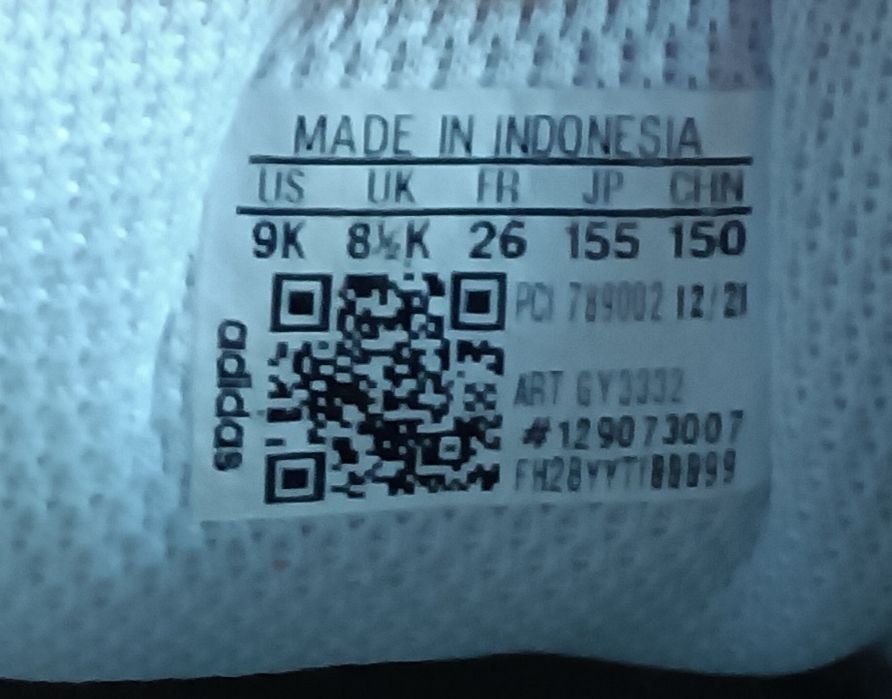 MADE IN INDONESIA
US UK FR JP CHN
9K 8½K 26 155 150
PCI 789002 12/21
ART GY3332
#129073007
adidas